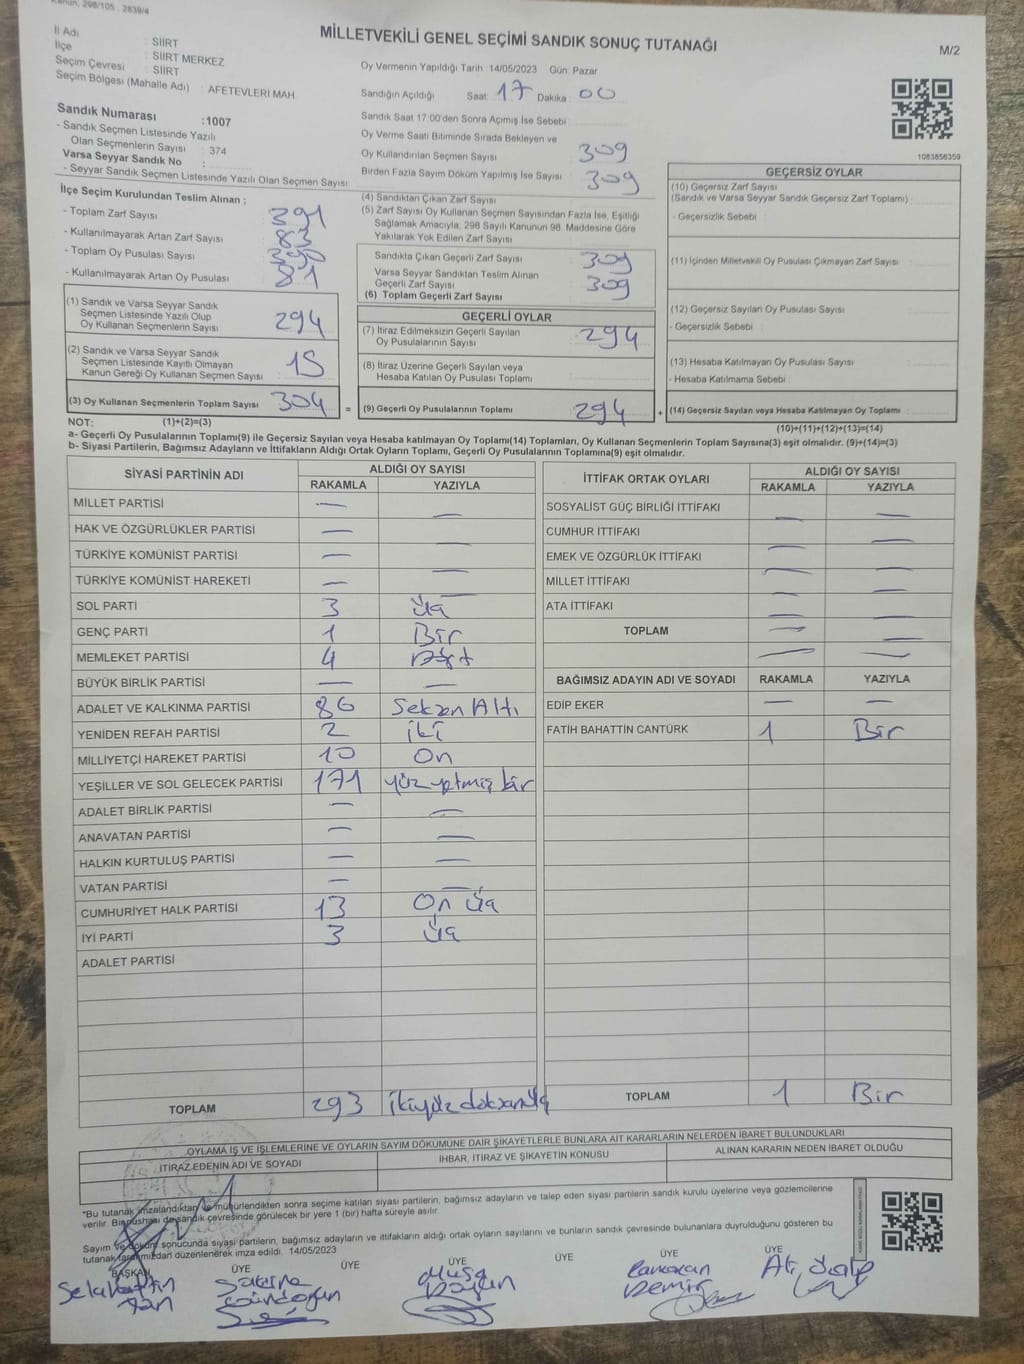 Kanun, 298/105 , 2839/4
MİLLETVEKİLİ GENEL SEÇİMİ SANDIK SONUÇ TUTANAĞI
M/2
İl Adı : SİİRT
İlçe : SİİRT MERKEZ
Seçim Çevresi : SİİRT
Seçim Bölgesi (Mahalle Adı) : AFETEVLERİ MAH.
Oy Vermenin Yapıldığı Tarih :14/05/2023 Gün: Pazar
Sandığın Açıldığı Saat: 17 Dakika : 00
Sandık Saat 17:00'den Sonra Açımış İse Sebebi :
Oy Verme Saati Bitiminde Sırada Bekleyen ve
Oy Kullandırılan Seçmen Sayısı 309
Birden Fazla Sayım Döküm Yapılmış İse Sayısı : 309
1083856359
Sandık Numarası :1007
- Sandık Seçmen Listesinde Yazılı
Olan Seçmenlerin Sayısı : 374
Varsa Seyyar Sandık No :
- Seyyar Sandık Seçmen Listesinde Yazılı Olan Seçmen Sayısı :
İlçe Seçim Kurulundan Teslim Alınan ;
- Toplam Zarf Sayısı : 391
- Kullanılmayarak Artan Zarf Sayısı : 83
- Toplam Oy Pusulası Sayısı : 390
- Kullanılmayarak Artan Oy Pusulası : 81
(1) Sandık ve Varsa Seyyar Sandık
Seçmen Listesinde Yazılı Olup
Oy Kullanan Seçmenlerin Sayısı : 294
(2) Sandık ve Varsa Seyyar Sandık
Seçmen Listesinde Kayıtlı Olmayan
Kanun Gereği Oy Kullanan Seçmen Sayısı : 15
(3) Oy Kullanan Seçmenlerin Toplam Sayısı : 304
(1)+(2)=(3)
(4) Sandıktan Çıkan Zarf Sayısı
(5) Zarf Sayısı Oy Kullanan Seçmen Sayısından Fazla İse, Eşitliği
Sağlamak Amacıyla, 298 Sayılı Kanunun 98. Maddesine Göre
Yakılarak Yok Edilen Zarf Sayısı :
Sandıkta Çıkan Geçerli Zarf Sayısı : 309
Varsa Seyyar Sandıktan Teslim Alınan
Geçerli Zarf Sayısı : 309
(6) Toplam Geçerli Zarf Sayısı :
GEÇERLİ OYLAR
(7) İtiraz Edilmeksizin Geçerli Sayılan
Oy Pusulalarının Sayısı : 294
(8) İtiraz Üzerine Geçerli Sayılan veya
Hesaba Katılan Oy Pusulası Toplamı :
= (9) Geçerli Oy Pusulalarının Toplamı : 294 +
GEÇERSİZ OYLAR
(10) Geçersiz Zarf Sayısı
(Sandık ve Varsa Seyyar Sandık Geçersiz Zarf Toplamı) :
- Geçersizlik Sebebi :
(11) İçinden Milletvekili Oy Pusulası Çıkmayan Zarf Sayısı :
(12) Geçersiz Sayılan Oy Pusulası Sayısı :
- Geçersizlik Sebebi :
(13) Hesaba Katılmayan Oy Pusulası Sayısı :
- Hesaba Katılmama Sebebi :
(14) Geçersiz Sayılan veya Hesaba Katılmayan Oy Toplamı :
(10)+(11)+(12)+(13)=(14)
NOT:
a- Geçerli Oy Pusulalarının Toplamı(9) ile Geçersiz Sayılan veya Hesaba katılmayan Oy Toplamı(14) Toplamları, Oy Kullanan Seçmenlerin Toplam Sayısına(3) eşit olmalıdır. (9)+(14)=(3)
b- Siyasi Partilerin, Bağımsız Adayların ve İttifakların Aldığı Ortak Oyların Toplamı, Geçerli Oy Pusulalarının Toplamına(9) eşit olmalıdır.
SİYASİ PARTİNİN ADI ALDIĞI OY SAYISI
RAKAMLA YAZIYLA
MİLLET PARTİSİ — —
HAK VE ÖZGÜRLÜKLER PARTİSİ — —
TÜRKİYE KOMÜNİST PARTİSİ — —
TÜRKİYE KOMÜNİST HAREKETİ — —
SOL PARTİ 3 üç
GENÇ PARTİ 1 Bir
MEMLEKET PARTİSİ 4 Dört
BÜYÜK BİRLİK PARTİSİ — —
ADALET VE KALKINMA PARTİSİ 86 Seksen Altı
YENİDEN REFAH PARTİSİ 2 iki
MİLLİYETÇİ HAREKET PARTİSİ 10 On
YEŞİLLER VE SOL GELECEK PARTİSİ 171 yüz yetmiş bir
ADALET BİRLİK PARTİSİ — —
ANAVATAN PARTİSİ — —
HALKIN KURTULUŞ PARTİSİ — —
VATAN PARTİSİ — —
CUMHURİYET HALK PARTİSİ 13 On üç
İYİ PARTİ 3 üç
ADALET PARTİSİ
TOPLAM 293 ikiyüz doksan üç
İTTİFAK ORTAK OYLARI ALDIĞI OY SAYISI
RAKAMLA YAZIYLA
SOSYALİST GÜÇ BİRLİĞİ İTTİFAKI — —
CUMHUR İTTİFAKI — —
EMEK VE ÖZGÜRLÜK İTTİFAKI — —
MİLLET İTTİFAKI — —
ATA İTTİFAKI — —
TOPLAM — —
BAĞIMSIZ ADAYIN ADI VE SOYADI RAKAMLA YAZIYLA
EDİP EKER — —
FATİH BAHATTİN CANTÜRK 1 Bir
TOPLAM 1 Bir
OYLAMA İŞ VE İŞLEMLERİNE VE OYLARIN SAYIM DÖKÜMÜNE DAİR ŞİKAYETLERLE BUNLARA AİT KARARLARIN NELERDEN İBARET BULUNDUKLARI
İTİRAZ EDENİN ADI VE SOYADI İHBAR, İTİRAZ VE ŞİKAYETİN KONUSU ALINAN KARARIN NEDEN İBARET OLDUĞU
*Bu tutanak imzalandıktan ve mühürlendikten sonra seçime katılan siyasi partilerin, bağımsız adayların ve talep eden siyasi partilerin sandık kurulu üyelerine veya gözlemcilerine
verilir. Bir nüshası da sandık çevresinde görülecek bir yere 1 (bir) hafta süreyle asılır.
Sayım ve döküm sonucunda siyasi partilerin, bağımsız adayların ve ittifakların aldığı ortak oyların sayılarını ve bunların sandık çevresinde bulunanlara duyrulduğunu gösteren bu
tutanak tarafımızdan düzenlenerek imza edildi. 14/05/2023
BAŞKAN ÜYE ÜYE ÜYE ÜYE ÜYE ÜYE
Selahattin Musa Ramazan
Demir